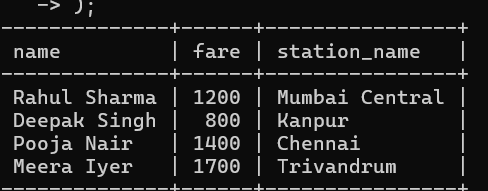 -> );
--------------+------+----------------+
name | fare | station_name |
--------------+------+----------------+
Rahul Sharma | 1200 | Mumbai Central |
Deepak Singh | 800 | Kanpur |
Pooja Nair | 1400 | Chennai |
Meera Iyer | 1700 | Trivandrum |
--------------+------+----------------+